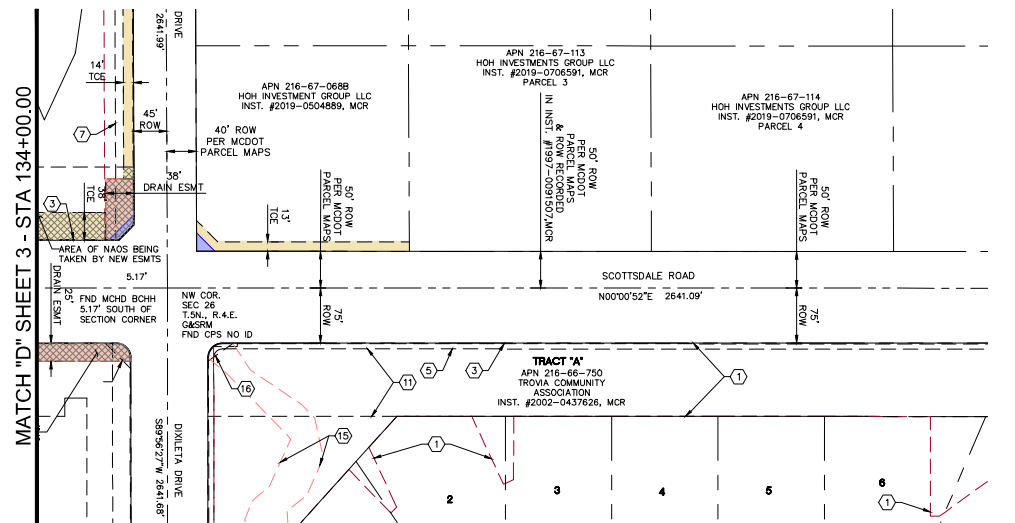 MATCH "D" SHEET 3 - STA 134+00.00
DRIVE
2641.99'
14'
TCE
7
45'
ROW
40' ROW
PER MCDOT
PARCEL MAPS
38'
DRAIN ESMT
38'
TCE
3
AREA OF NAOS BEING
TAKEN BY NEW ESMTS
APN 216-67-068B
HOH INVESTMENT GROUP LLC
INST. #2019-0504889, MCR
APN 216-67-113
HOH INVESTMENTS GROUP LLC
INST. #2019-0706591, MCR
PARCEL 3
APN 216-67-114
HOH INVESTMENTS GROUP LLC
INST. #2019-0706591, MCR
PARCEL 4
13'
TCE
50' ROW
PER MCDOT
PARCEL MAPS
50' ROW
PER MCDOT
PARCEL MAPS
& ROW RECORDED
IN INST. #1997-0091507,MCR
50' ROW
PER MCDOT
PARCEL MAPS
5.17'
25'
DRAIN ESMT
FND MCHD BCHH
5.17' SOUTH OF
SECTION CORNER
NW COR.
SEC 26
T.5N., R.4E.
G&SRM
FND CPS NO ID
SCOTTSDALE ROAD
N00°00'52"E 2641.09'
75'
ROW
75'
ROW
TRACT "A"
APN 216-66-750
TROVIA COMMUNITY
ASSOCIATION
INST. #2002-0437626, MCR
16
11
5
3
1
15
1
1
DIXILETA DRIVE
S89°56'27"W 2641.68'
2
3
4
5
6